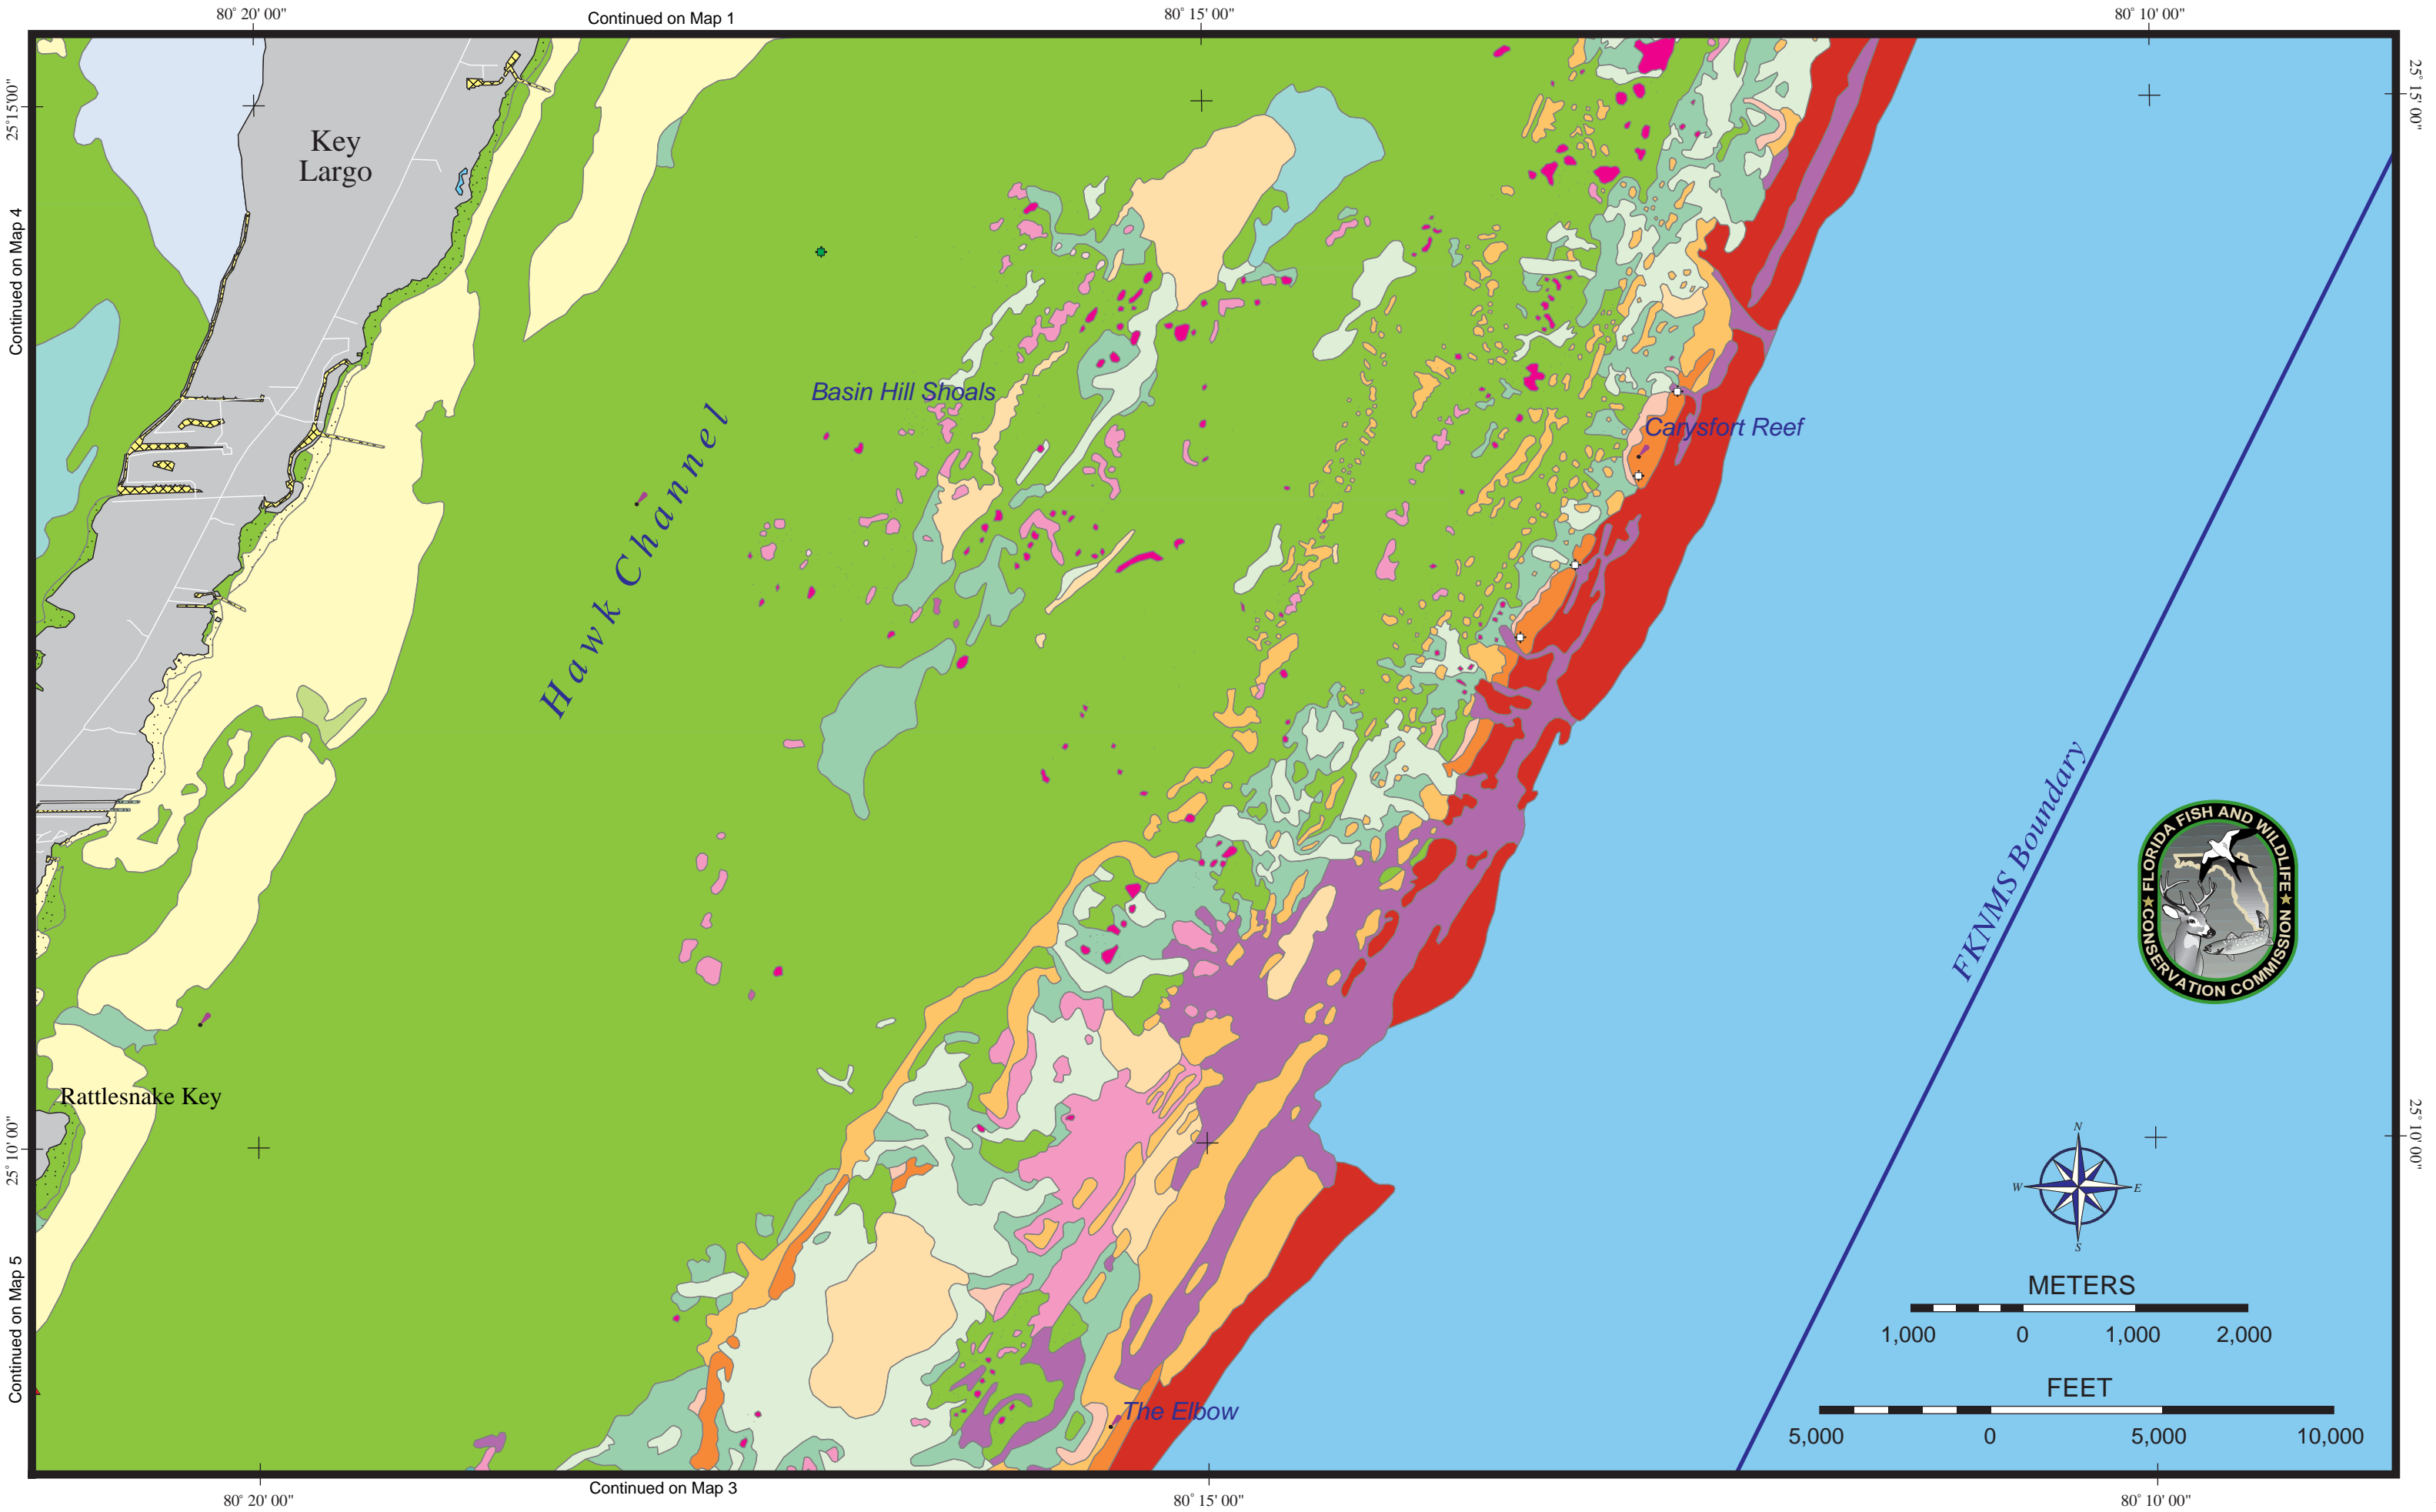 80° 20' 00"
Continued on Map 1
80° 15' 00"
80° 10' 00"
25°15'00"
25° 15' 00"
Key
Largo
Continued on Map 4
Basin Hill Shoals
Carysfort Reef
Hawk Channel
FKNMS Boundary
FLORIDA FISH AND WILDLIFE
CONSERVATION COMMISSION
Rattlesnake Key
25° 10' 00"
25° 10' 00"
N
W E
S
Continued on Map 5
METERS
1,000 0 1,000 2,000
FEET
The Elbow
5,000 0 5,000 10,000
80° 20' 00"
Continued on Map 3
80° 15' 00"
80° 10' 00"